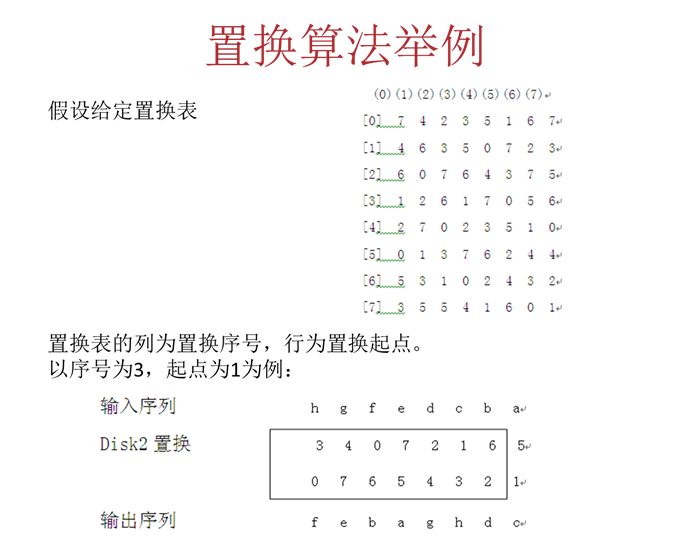 置换算法举例
假设给定置换表
(0)(1)(2)(3)(4)(5)(6)(7)
[0] 7 4 2 3 5 1 6 7
[1] 4 6 3 5 0 7 2 3
[2] 6 0 7 6 4 3 7 5
[3] 1 2 6 1 7 0 5 6
[4] 2 7 0 2 3 5 1 0
[5] 0 1 3 7 6 2 4 4
[6] 5 3 1 0 2 4 3 2
[7] 3 5 5 4 1 6 0 1
置换表的列为置换序号，行为置换起点。
以序号为3，起点为1为例：
输入序列 h g f e d c b a
Disk2 置换 3 4 0 7 2 1 6 5
0 7 6 5 4 3 2 1
输出序列 f e b a g h d c